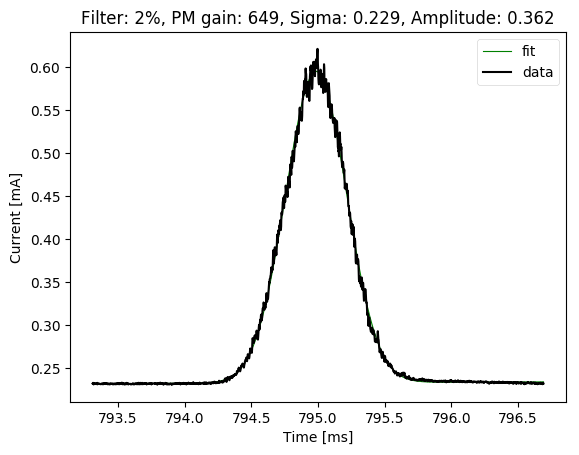 Filter: 2%, PM gain: 649, Sigma: 0.229, Amplitude: 0.362
fit
data
0.60
0.55
0.50
0.45
0.40
0.35
0.30
0.25
Current [mA]
793.5 794.0 794.5 795.0 795.5 796.0 796.5
Time [ms]